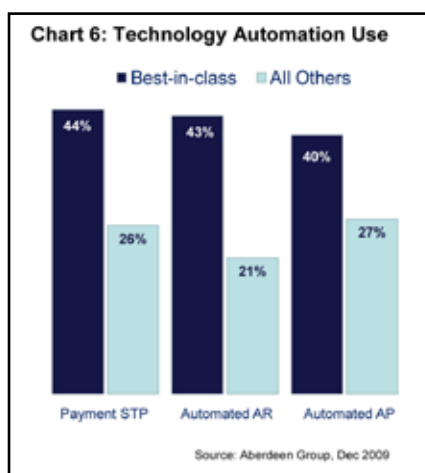 Chart 6: Technology Automation Use
Best-in-class All Others
44% 26% 43% 21% 40% 27%
Payment STP Automated AR Automated AP
Source: Aberdeen Group, Dec 2009